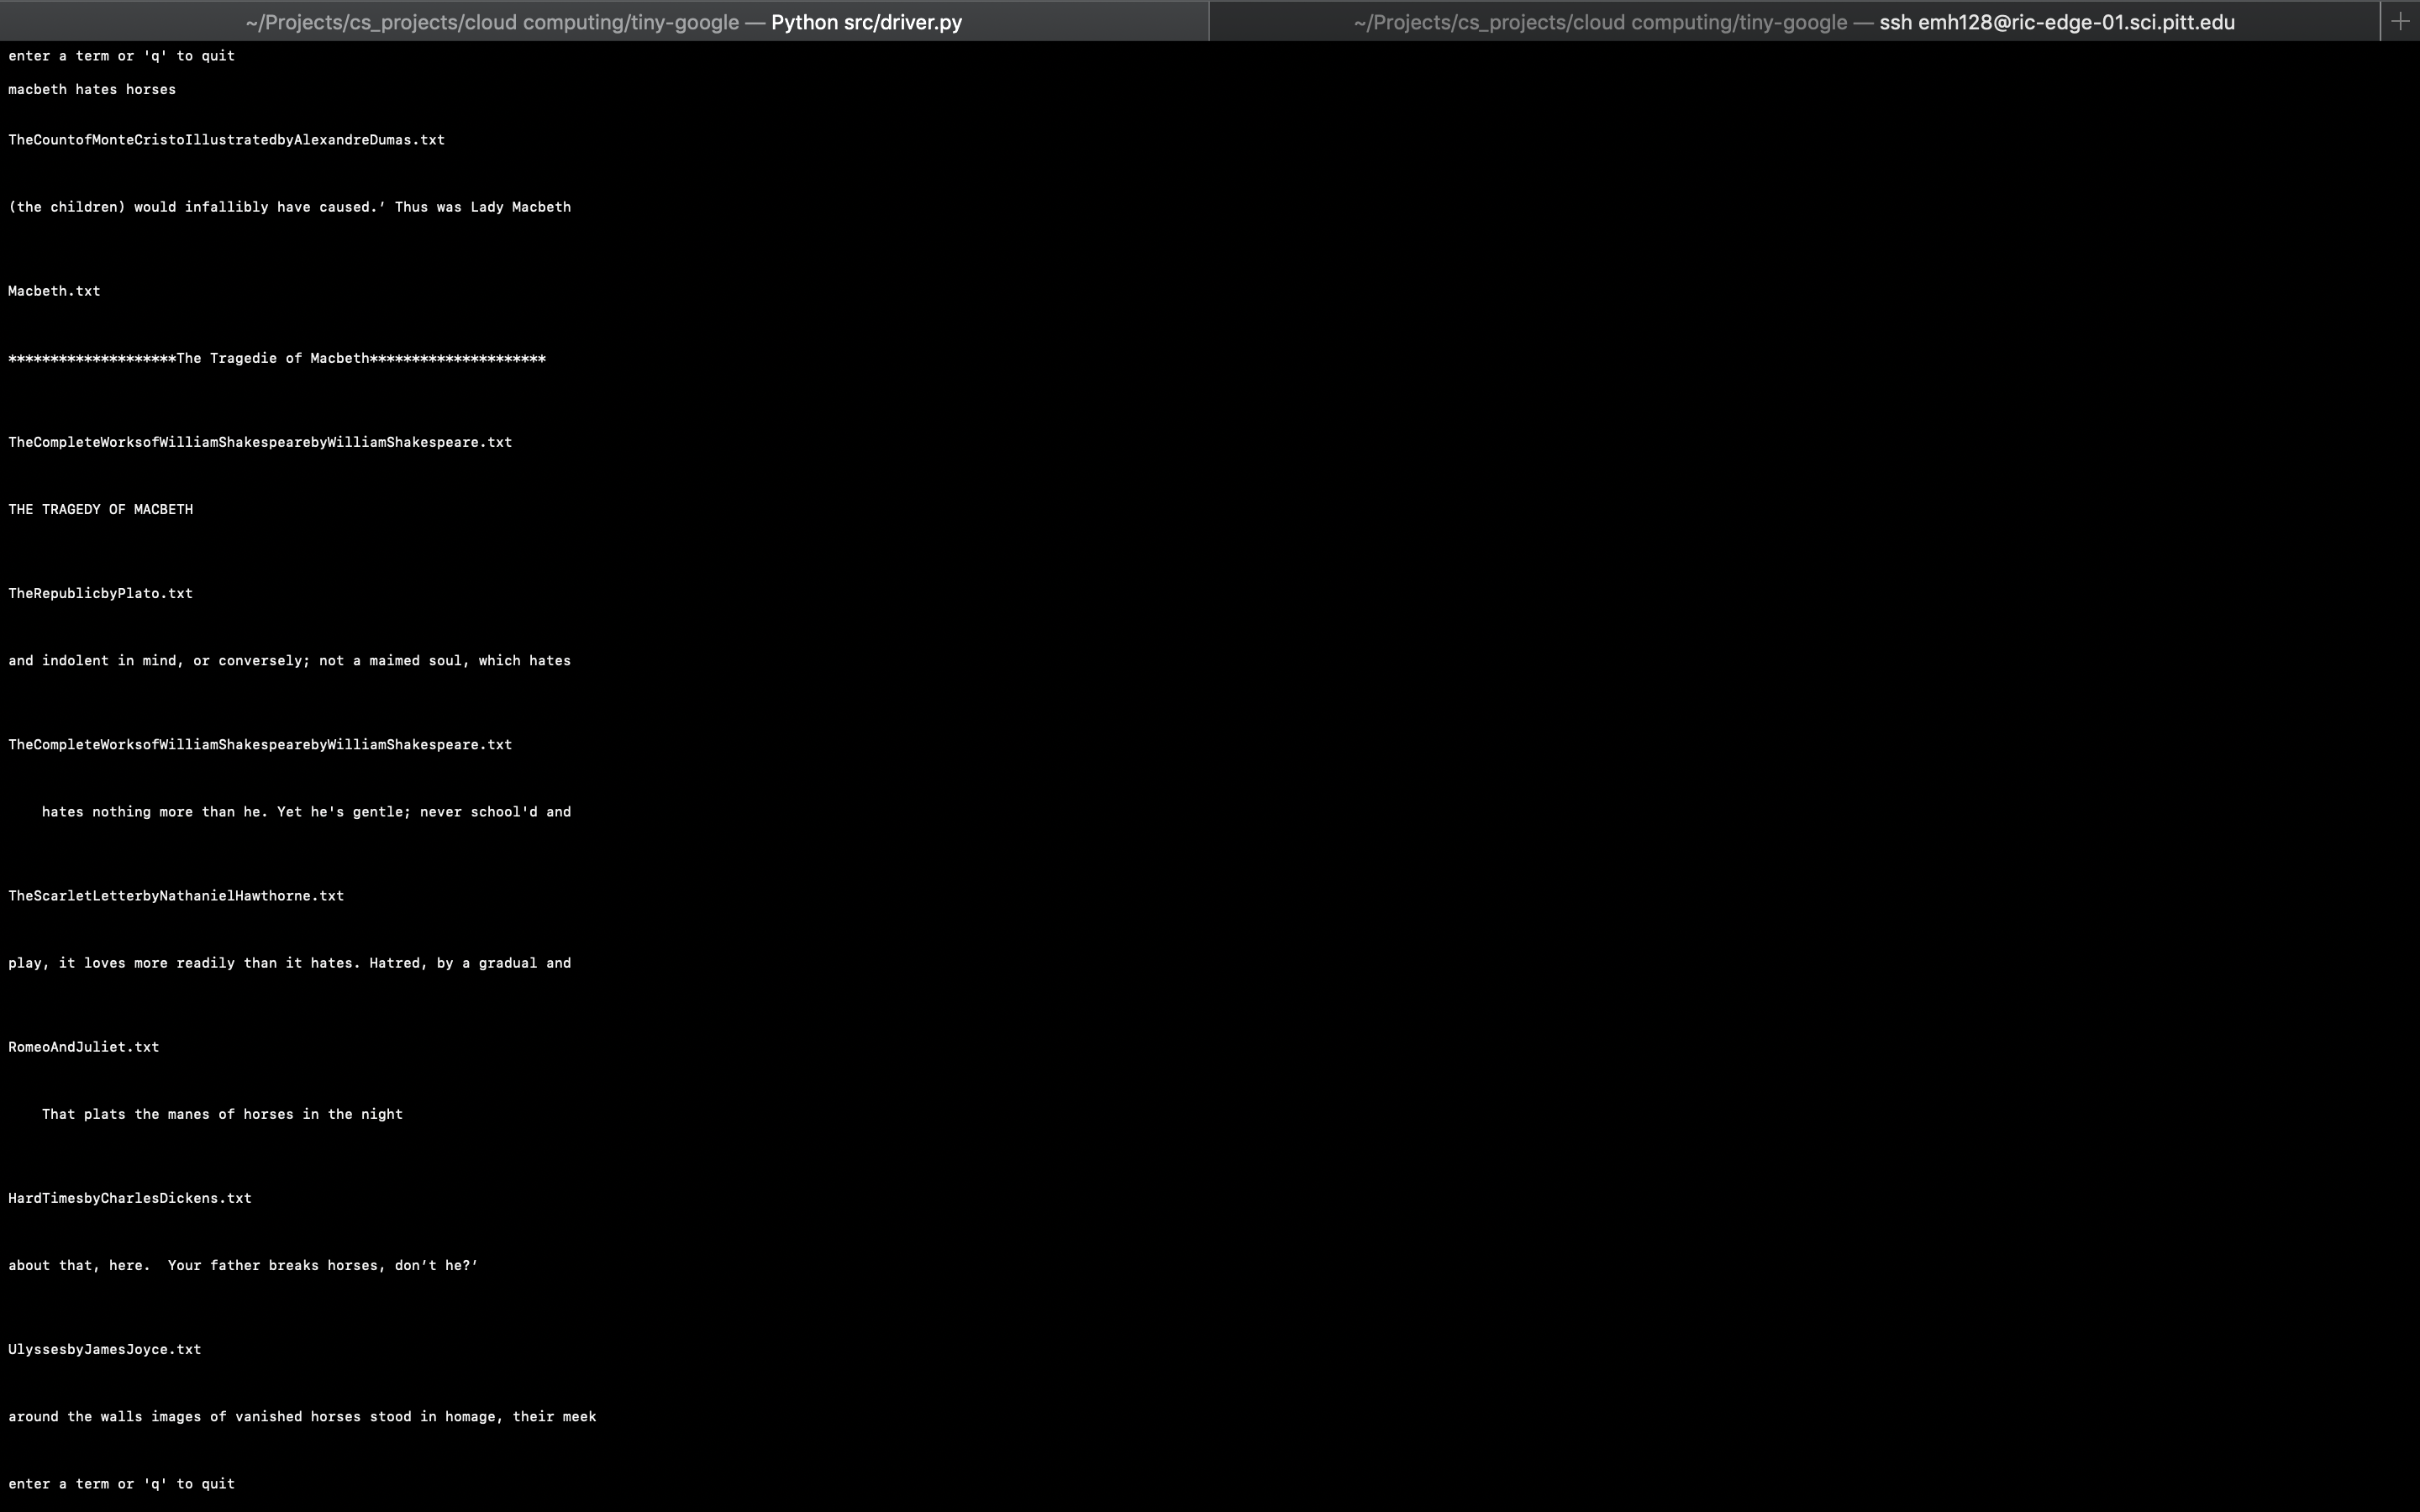 ~/Projects/cs_projects/cloud computing/tiny-google — Python src/driver.py
~/Projects/cs_projects/cloud computing/tiny-google — ssh emh128@ric-edge-01.sci.pitt.edu
+
enter a term or 'q' to quit
macbeth hates horses
TheCountofMonteCristoIllustratedbyAlexandreDumas.txt
(the children) would infallibly have caused.’ Thus was Lady Macbeth
Macbeth.txt
********************The Tragedie of Macbeth*********************
TheCompleteWorksofWilliamShakespearebyWilliamShakespeare.txt
THE TRAGEDY OF MACBETH
TheRepublicbyPlato.txt
and indolent in mind, or conversely; not a maimed soul, which hates
TheCompleteWorksofWilliamShakespearebyWilliamShakespeare.txt
    hates nothing more than he. Yet he's gentle; never school'd and
TheScarletLetterbyNathanielHawthorne.txt
play, it loves more readily than it hates. Hatred, by a gradual and
RomeoAndJuliet.txt
    That plats the manes of horses in the night
HardTimesbyCharlesDickens.txt
about that, here.  Your father breaks horses, don’t he?’
UlyssesbyJamesJoyce.txt
around the walls images of vanished horses stood in homage, their meek
enter a term or 'q' to quit